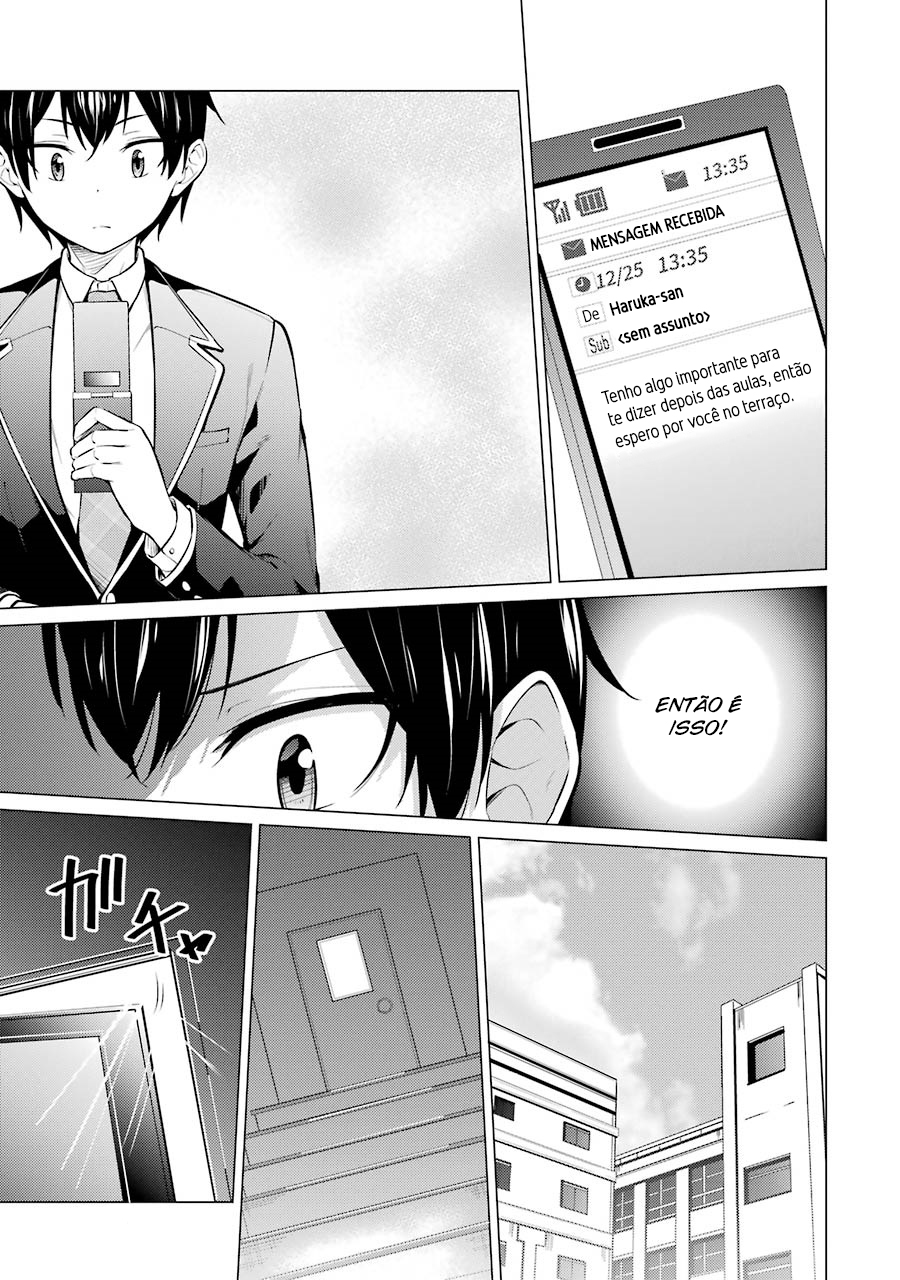 13:35
MENSAGEM RECEBIDA
12/25 13:35
De Haruka-san
Sub <sem assunto>
Tenho algo importante para
te dizer depois das aulas, então
espero por você no terraço.
ENTÃO É
ISSO!
ガチャ